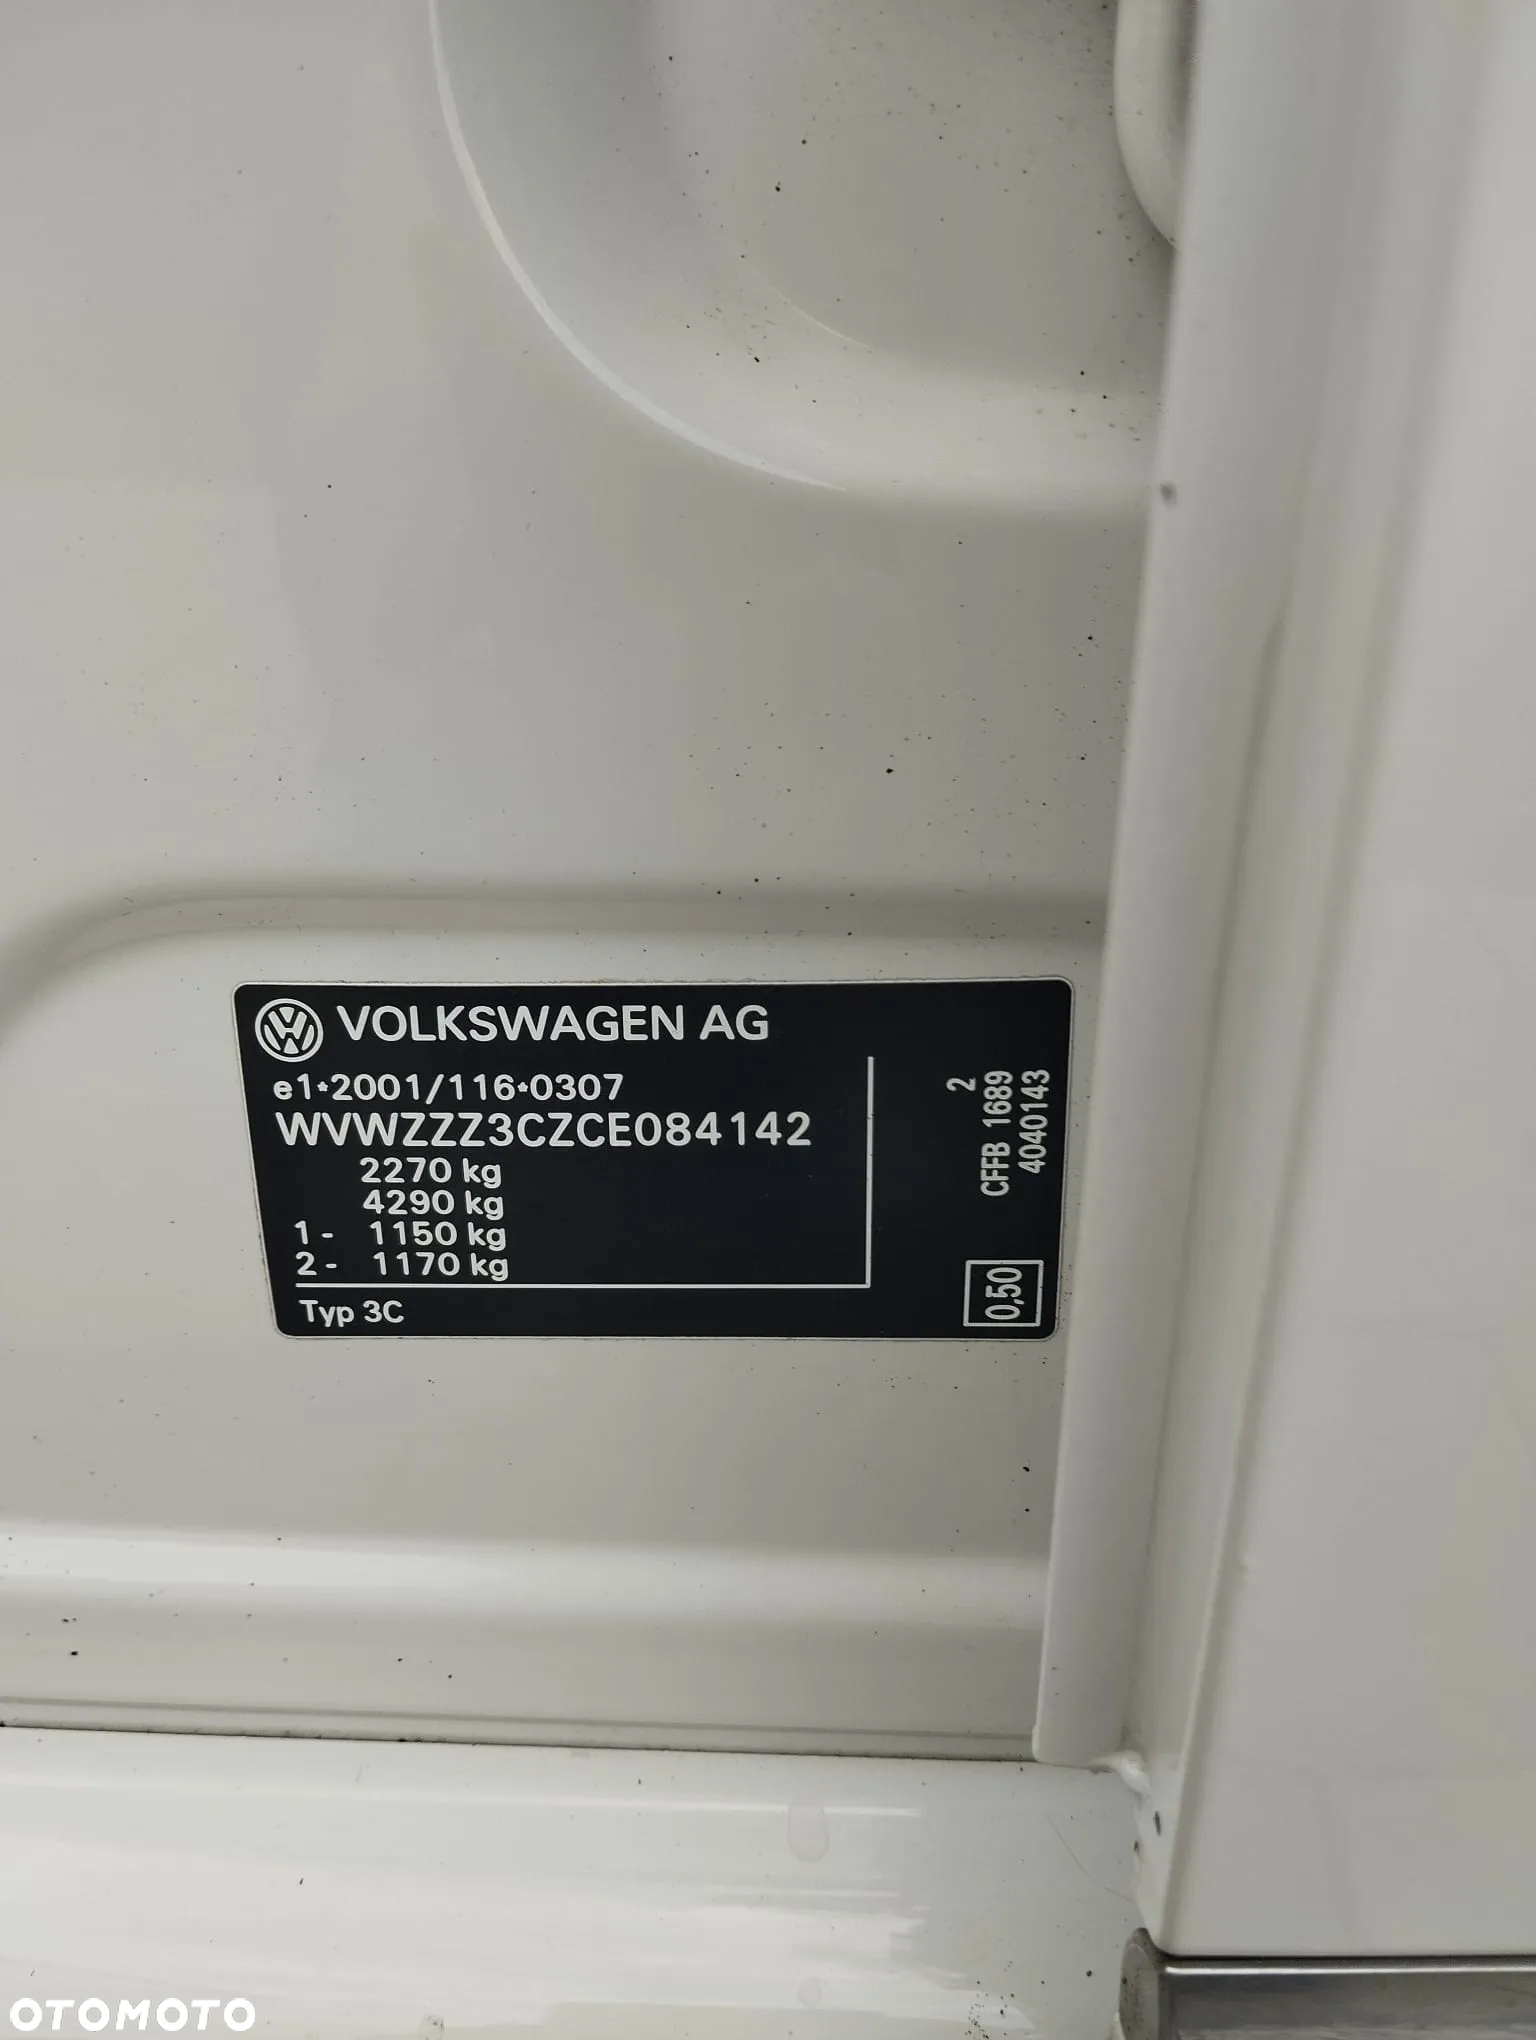 VOLKSWAGEN AG
e1*2001/116*0307
WVWZZZ3CZCE084142
2270 kg
4290 kg
1- 1150 kg
2- 1170 kg
Typ 3C
2
CFFB 1689
4040143
0,50
OTOMOTO